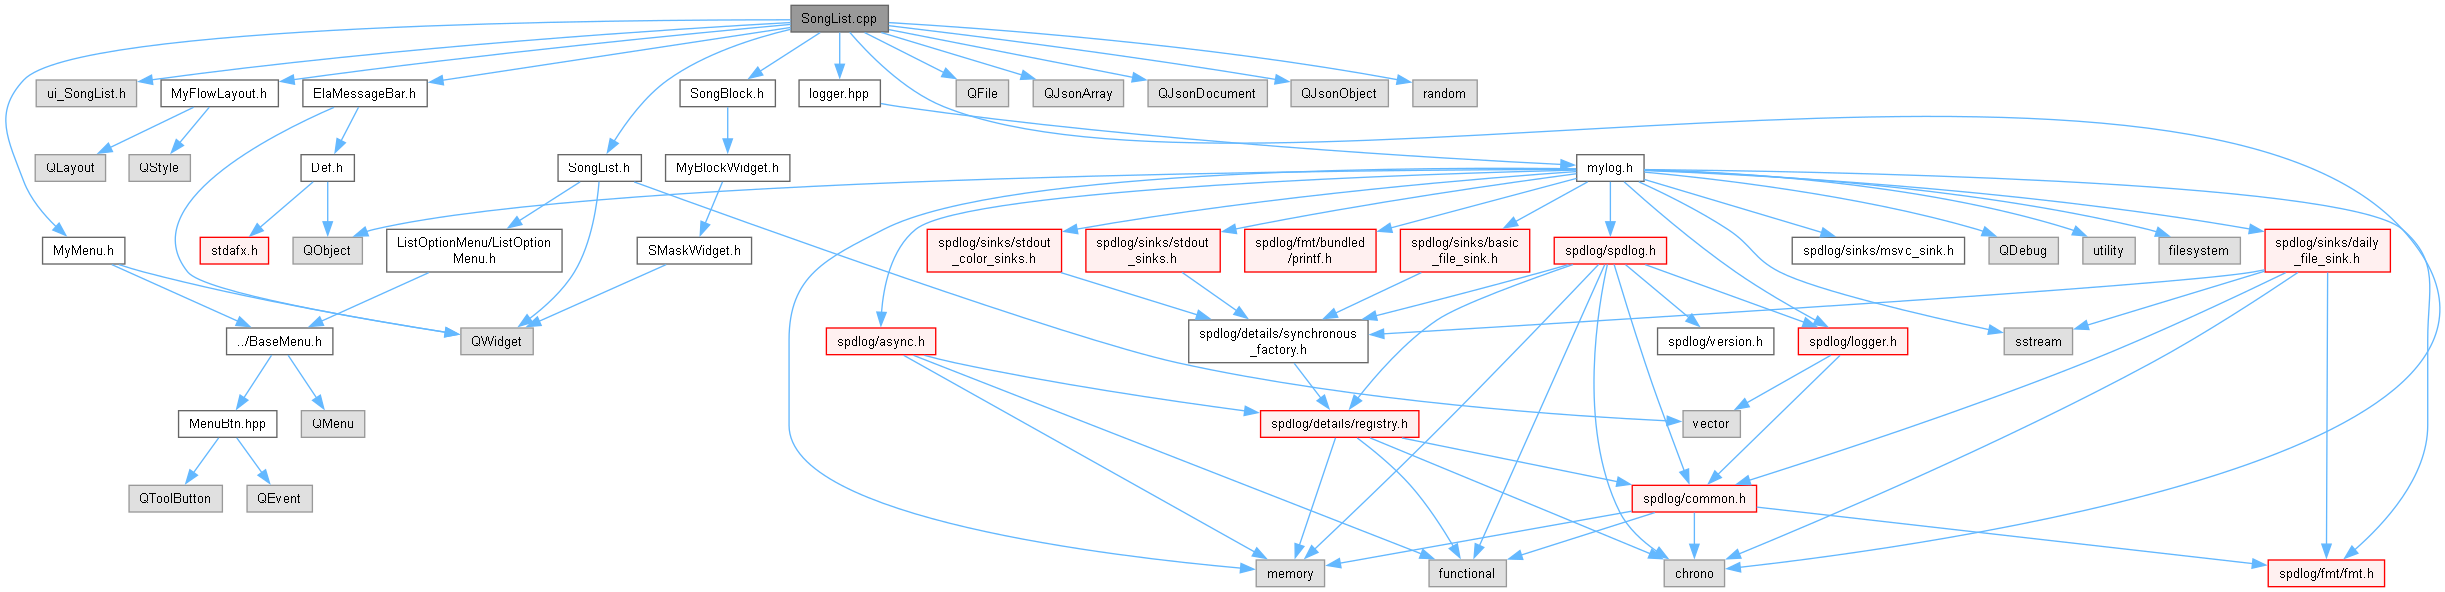 SongList.cpp
ui_SongList.h
MyFlowLayout.h
ElaMessageBar.h
SongBlock.h
logger.hpp
QFile
QJsonArray
QJsonDocument
QJsonObject
random
QLayout
QStyle
Def.h
SongList.h
MyBlockWidget.h
mylog.h
MyMenu.h
stdafx.h
QObject
ListOptionMenu/ListOption
Menu.h
SMaskWidget.h
spdlog/sinks/stdout
_color_sinks.h
spdlog/sinks/stdout
_sinks.h
spdlog/fmt/bundled
/printf.h
spdlog/sinks/basic
_file_sink.h
spdlog/spdlog.h
spdlog/sinks/msvc_sink.h
QDebug
utility
filesystem
spdlog/sinks/daily
_file_sink.h
../BaseMenu.h
QWidget
spdlog/async.h
spdlog/details/synchronous
_factory.h
spdlog/version.h
spdlog/logger.h
sstream
MenuBtn.hpp
QMenu
spdlog/details/registry.h
vector
QToolButton
QEvent
spdlog/common.h
memory
functional
chrono
spdlog/fmt/fmt.h